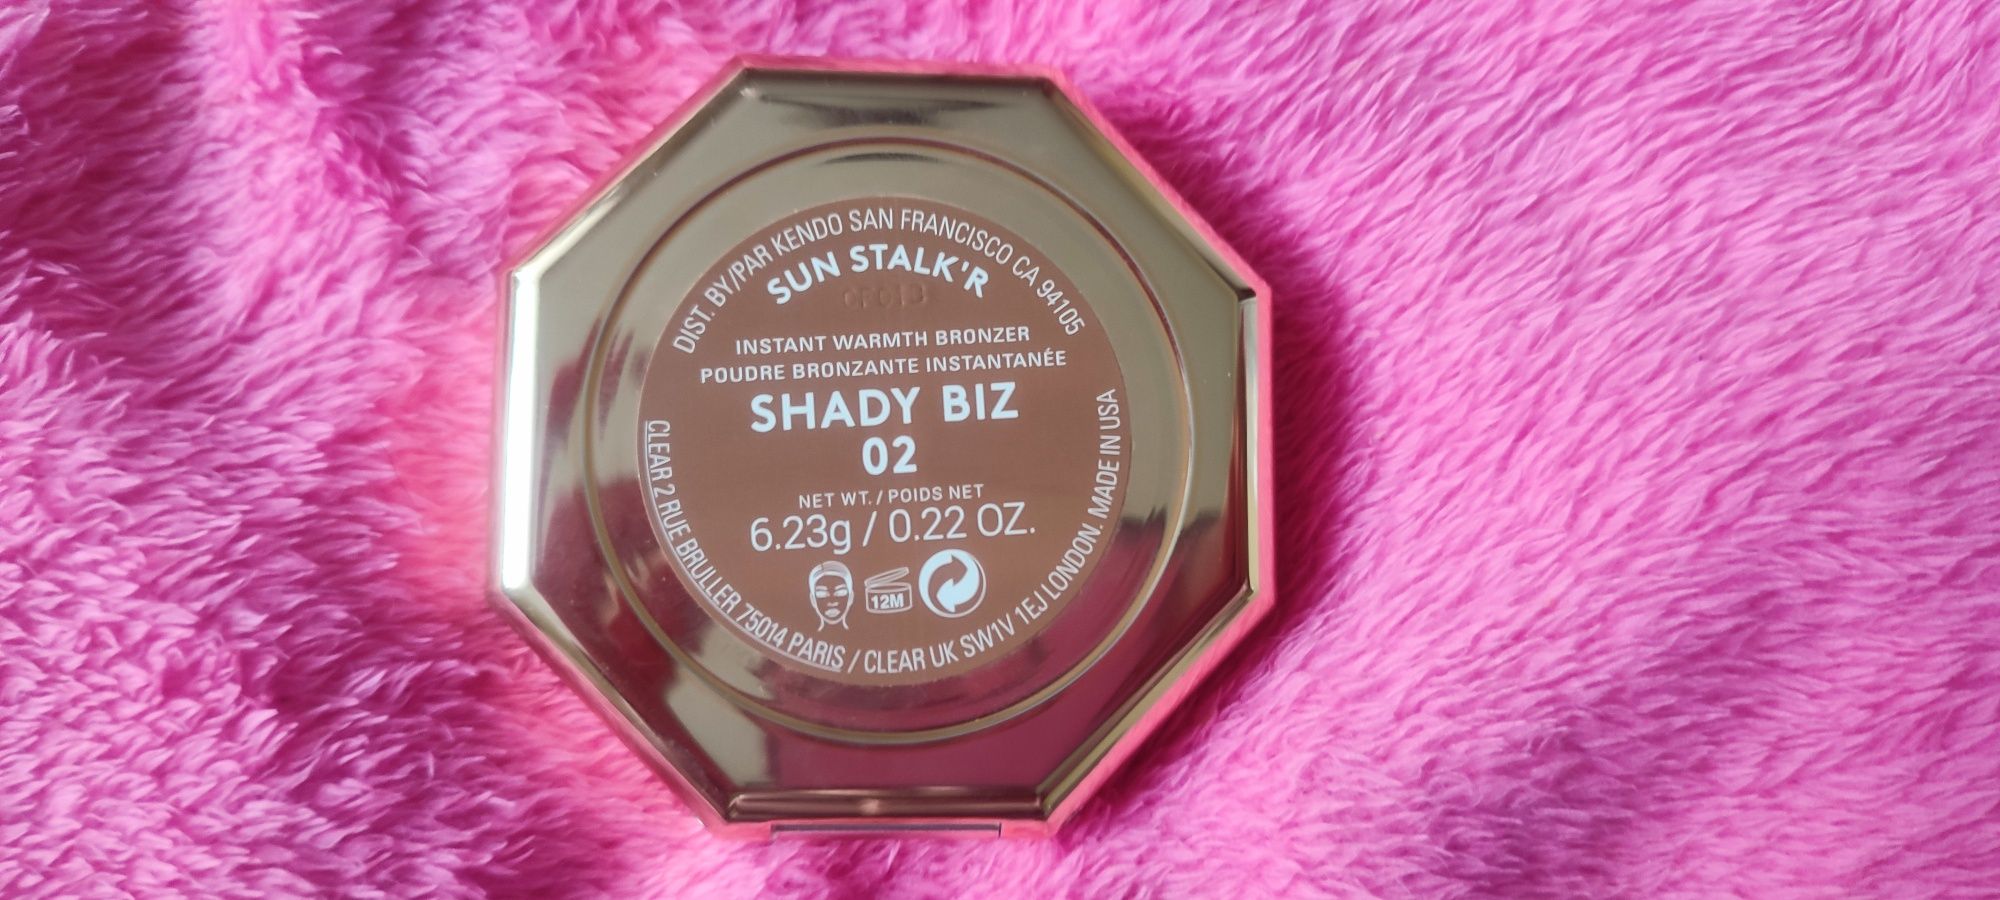 DIST. BY/PAR KENDO SAN FRANCISCO CA 94105
SUN STALK'R
INSTANT WARMTH BRONZER
POUDRE BRONZANTE INSTANTANÉE
SHADY BIZ
02
NET WT. / POIDS NET
6.23g / 0.22 OZ.
12M
CLEAR 2 RUE BRULLER 75014 PARIS / CLEAR UK SW1V 1EJ LONDON. MADE IN USA